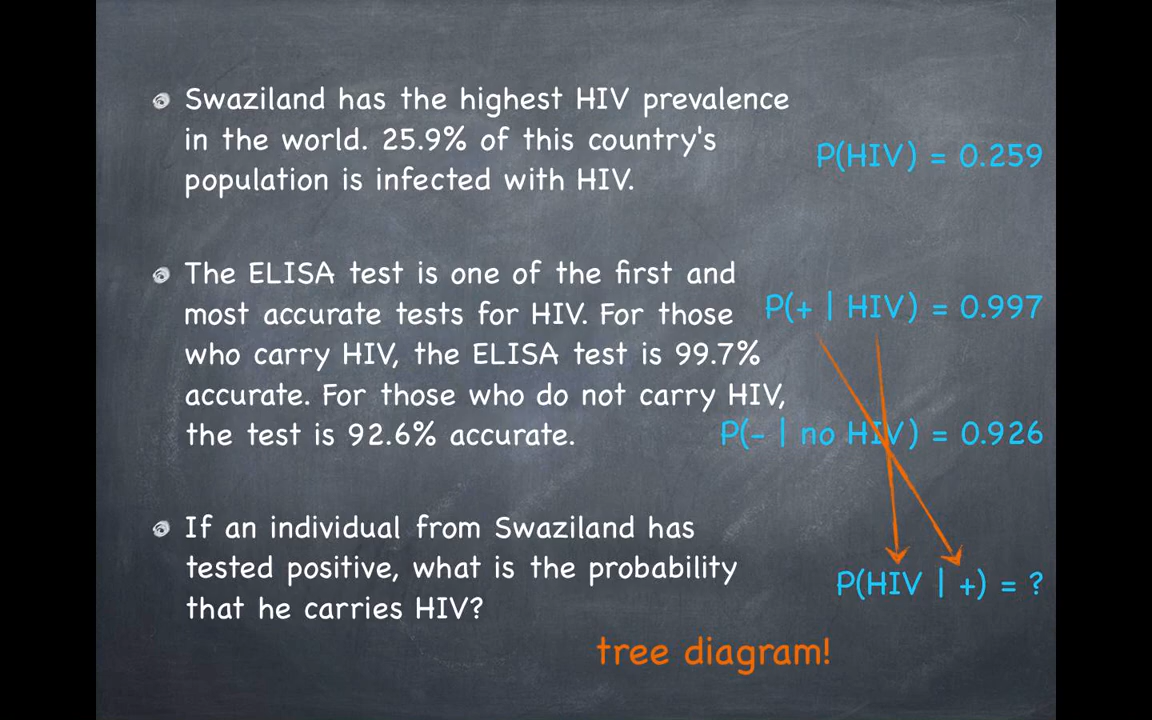 Swaziland has the highest HIV prevalence
in the world. 25.9% of this country's
population is infected with HIV.
P(HIV) = 0.259
The ELISA test is one of the first and
most accurate tests for HIV. For those
who carry HIV, the ELISA test is 99.7%
accurate. For those who do not carry HIV,
the test is 92.6% accurate.
P(+ | HIV) = 0.997
P(- | no HIV) = 0.926
If an individual from Swaziland has
tested positive, what is the probability
that he carries HIV?
P(HIV | +) = ?
tree diagram!